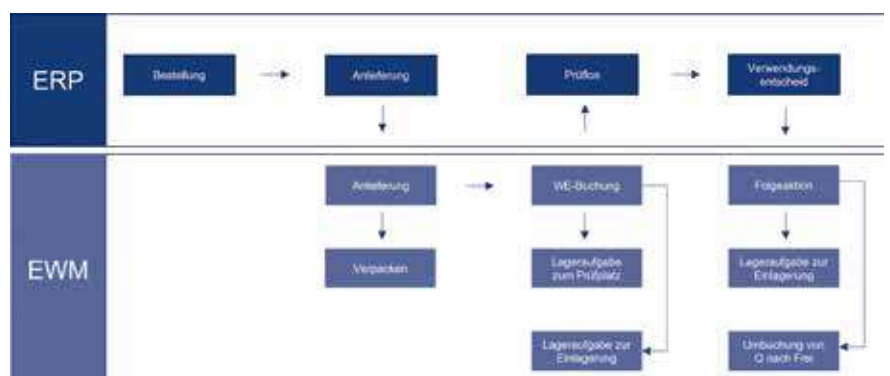 ERP
Bestellung
Anlieferung
Prüflos
Verwendungs-
entscheid
EWM
Anlieferung
WE-Buchung
Folgeaktion
Verpacken
Lageraufgabe
zum Prüfplatz
Lageraufgabe zur
Einlagerung
Lageraufgabe zur
Einlagerung
Umbuchung von
Q nach Frei